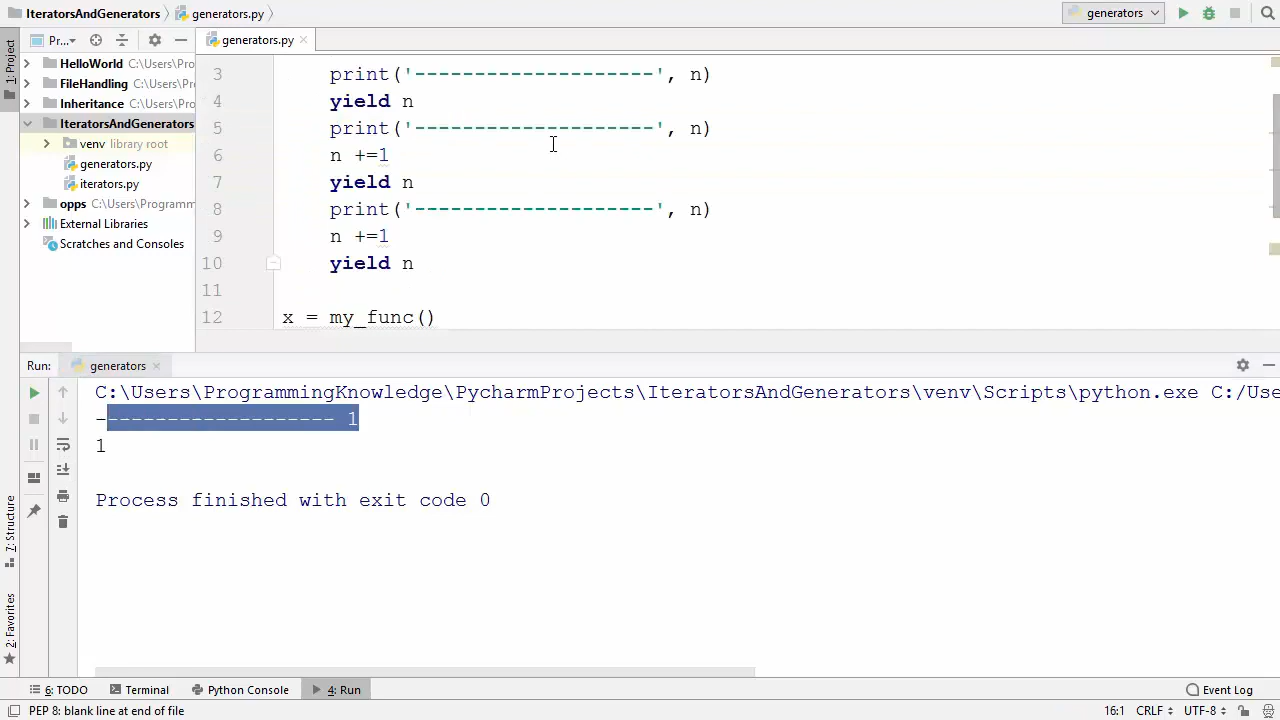 IteratorsAndGenerators generators.py generators
1: Project
Pr... generators.py
HelloWorld C:\Users\Pro
FileHandling C:\Users\Pro
Inheritance C:\Users\Pro
IteratorsAndGenerators
venv library root
generators.py
iterators.py
opps C:\Users\Programm
External Libraries
Scratches and Consoles
3 print('--------------------', n)
4 yield n
5 print('--------------------', n)
6 n +=1
7 yield n
8 print('--------------------', n)
9 n +=1
10 yield n
11
12 x = my_func()
Run: generators
C:\Users\ProgrammingKnowledge\PycharmProjects\IteratorsAndGenerators\venv\Scripts\python.exe C:/Use
-------------------- 1
1
Process finished with exit code 0
7: Structure
2: Favorites
6: TODO Terminal Python Console 4: Run Event Log
PEP 8: blank line at end of file 16:1 CRLF UTF-8